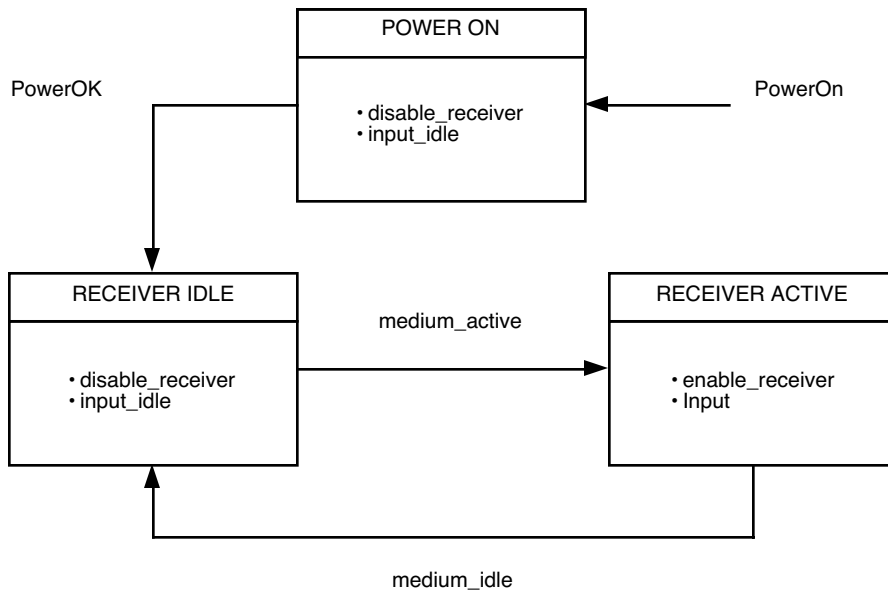 POWER ON
PowerOK
PowerOn
• disable_receiver
• input_idle
RECEIVER IDLE
RECEIVER ACTIVE
medium_active
• disable_receiver
• input_idle
• enable_receiver
• Input
medium_idle